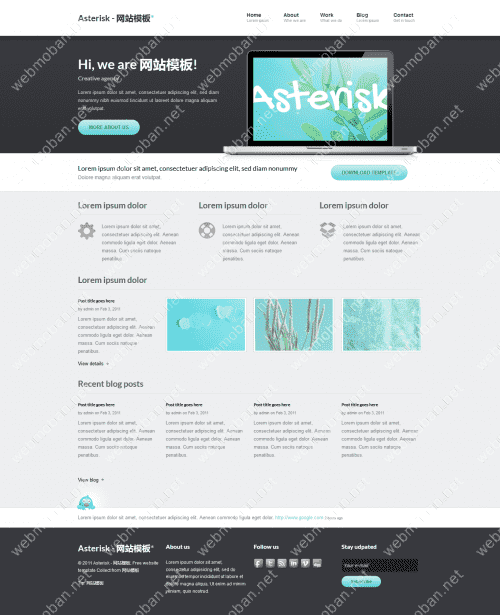 Asterisk - 网站模板*
Home
About
Work
Blog
Contact
Lorem ipsum
Who we are
What we do
Lorem ipsum
Get in touch
Hi, we are 网站模板!
Creative agency
Lorem ipsum dolor sit amet, consectetuer adipiscing elit, sed diam
nonummy nibh euismod tincidunt ut laoreet dolore magna aliquam
erat volutpat.
MORE ABOUT US
Asterisk
Lorem ipsum dolor sit amet, consectetuer adipiscing elit, sed diam nonummy
Dolore magna aliquam erat volutpat.
DOWNLOAD TEMPLATE!
Lorem ipsum dolor
Lorem ipsum dolor
Lorem ipsum dolor
Lorem ipsum dolor sit amet,
consectetuer adipiscing elit. Aenean
commodo ligula eget dolor. Aenean
massa. Cum sociis natoque
penatibus.
Lorem ipsum dolor sit amet,
consectetuer adipiscing elit. Aenean
commodo ligula eget dolor. Aenean
massa. Cum sociis natoque
penatibus.
Lorem ipsum dolor sit amet,
consectetuer adipiscing elit. Aenean
commodo ligula eget dolor. Aenean
massa. Cum sociis natoque
penatibus.
Lorem ipsum dolor
Post title goes here
by admin on Feb 3, 2011
Lorem ipsum dolor sit amet,
consectetuer adipiscing elit. Aenean
commodo ligula eget dolor. Aenean
massa. Cum sociis natoque
penatibus.
View details
Recent blog posts
Post title goes here
Post title goes here
Post title goes here
Post title goes here
by admin on Feb 3, 2011
by admin on Feb 3, 2011
by admin on Feb 3, 2011
by admin on Feb 3, 2011
Lorem ipsum dolor sit amet,
consectetuer adipiscing elit. Aenean
commodo ligula eget dolor. Aenean
massa. Cum sociis natoque
penatibus.
Lorem ipsum dolor sit amet,
consectetuer adipiscing elit. Aenean
commodo ligula eget dolor. Aenean
massa. Cum sociis natoque
penatibus.
Lorem ipsum dolor sit amet,
consectetuer adipiscing elit. Aenean
commodo ligula eget dolor. Aenean
massa. Cum sociis natoque
penatibus.
Lorem ipsum dolor sit amet,
consectetuer adipiscing elit. Aenean
commodo ligula eget dolor. Aenean
massa. Cum sociis natoque
penatibus.
View blog
Lorem ipsum dolor sit amet, consectetuer adipiscing elit. Aenean commodo ligula eget dolor. http://www.google.com
Asterisk - 网站模板*
© 2011 Asterisk - 网站模板, Free website
template Collect from 网站模板
网站模板
About us
Lorem ipsum dolor sit amet,
consectetur adipisicing elit, sed do
eiusmod tempor incididunt ut labore et
dolore magna aliqua. Ut enim ad minim
veniam, quis nostrud.
Follow us
Stay udpated
Your email
Subscribe
webmoban.net